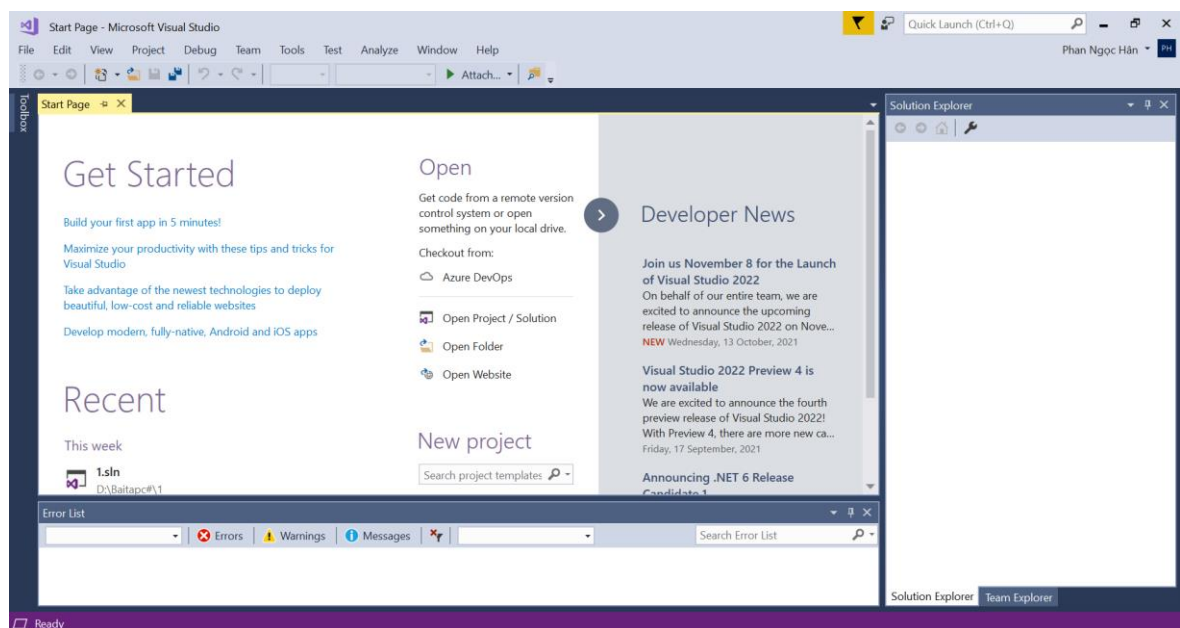 Start Page - Microsoft Visual Studio
Quick Launch (Ctrl+Q)
File Edit View Project Debug Team Tools Test Analyze Window Help
Phan Ngọc Hân
PH
Attach...
Toolbox
Start Page
Get Started
Build your first app in 5 minutes!
Maximize your productivity with these tips and tricks for
Visual Studio
Take advantage of the newest technologies to deploy
beautiful, low-cost and reliable websites
Develop modern, fully-native, Android and iOS apps
Recent
This week
1.sln
D:\Baitapc#\1
Open
Get code from a remote version
control system or open
something on your local drive.
Checkout from:
Azure DevOps
Open Project / Solution
Open Folder
Open Website
New project
Search project templates
Developer News
Join us November 8 for the Launch
of Visual Studio 2022
On behalf of our entire team, we are
excited to announce the upcoming
release of Visual Studio 2022 on Nove...
NEW Wednesday, 13 October, 2021
Visual Studio 2022 Preview 4 is
now available
We are excited to announce the fourth
preview release of Visual Studio 2022!
With Preview 4, there are more new ca...
Friday, 17 September, 2021
Announcing .NET 6 Release
Candidate 1
Solution Explorer
Error List
Errors Warnings Messages
Search Error List
Solution Explorer Team Explorer
Ready